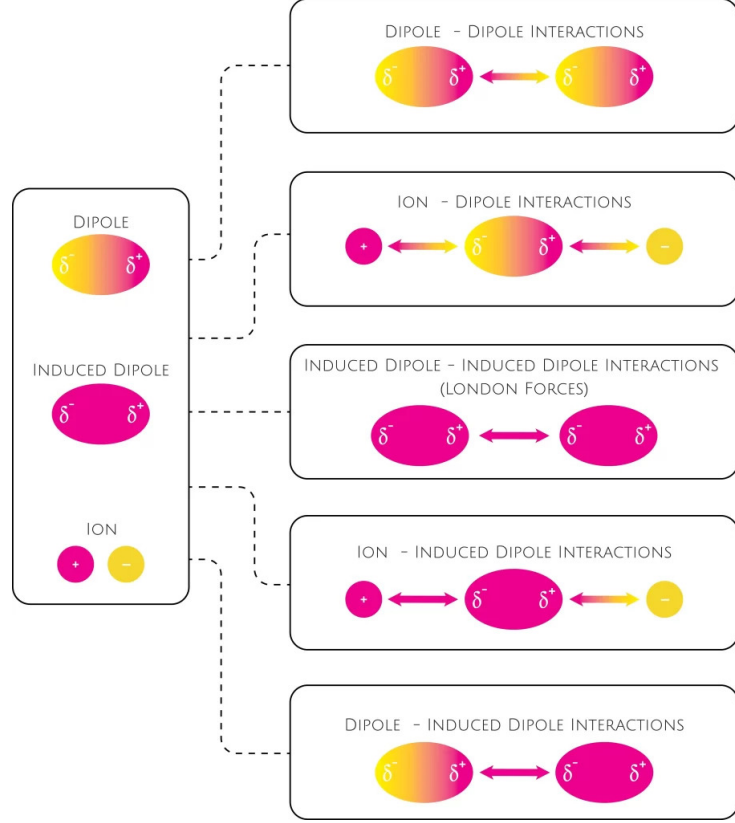 DIPOLE - DIPOLE INTERACTIONS
δ- δ+ δ- δ+
ION - DIPOLE INTERACTIONS
+ δ- δ+ −
INDUCED DIPOLE - INDUCED DIPOLE INTERACTIONS
(LONDON FORCES)
δ- δ+ δ- δ+
ION - INDUCED DIPOLE INTERACTIONS
+ δ- δ+ −
DIPOLE - INDUCED DIPOLE INTERACTIONS
δ- δ+ δ- δ+
DIPOLE
δ- δ+
INDUCED DIPOLE
δ- δ+
ION
+ −